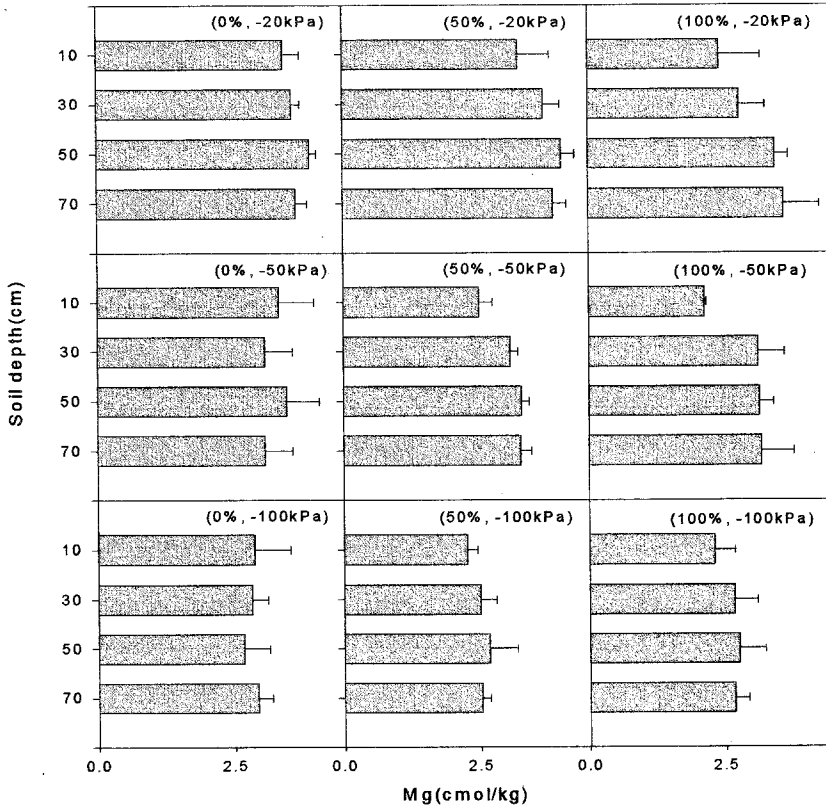 (0%, -20kPa)
(50%, -20kPa)
(100%, -20kPa)
10
30
50
70
(0%, -50kPa)
(50%, -50kPa)
(100%, -50kPa)
10
30
50
70
(0%, -100kPa)
(50%, -100kPa)
(100%, -100kPa)
10
30
50
70
Soil depth(cm)
0.0 2.5 0.0 2.5 0.0 2.5
Mg(cmol/kg)